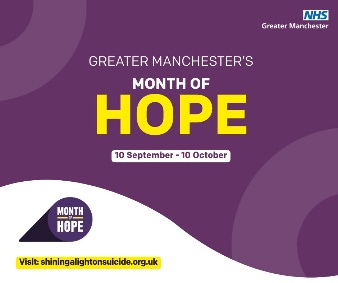 NHS
Greater Manchester
GREATER MANCHESTER'S
MONTH OF
HOPE
10 September - 10 October
MONTH
OF
HOPE
Visit: shiningalightonsuicide.org.uk